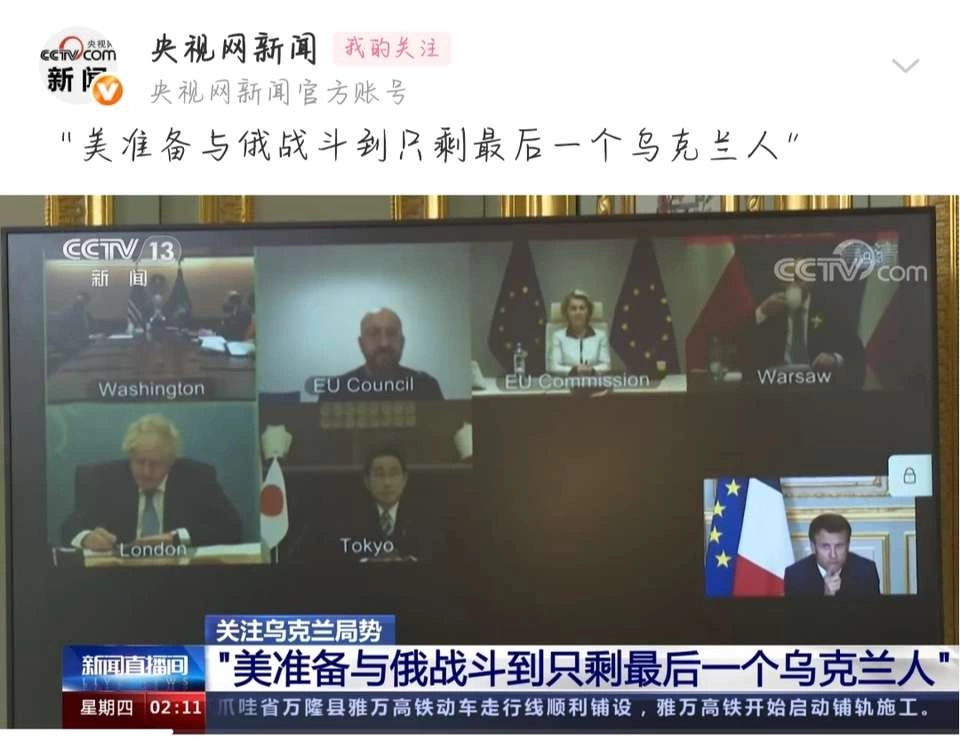 央视网新闻 我的关注
央视网新闻官方账号
"美准备与俄战斗到只剩最后一个乌克兰人"
CCTV 13
新闻
CCTV.com
Washington
EU Council
EU Commission
Warsaw
London
Tokyo
关注乌克兰局势
新闻直播间
"美准备与俄战斗到只剩最后一个乌克兰人"
LIVE NEWS
星期四 02:11 爪哇省万隆县雅万高铁动车走行线顺利铺设，雅万高铁开始启动铺轨施工。